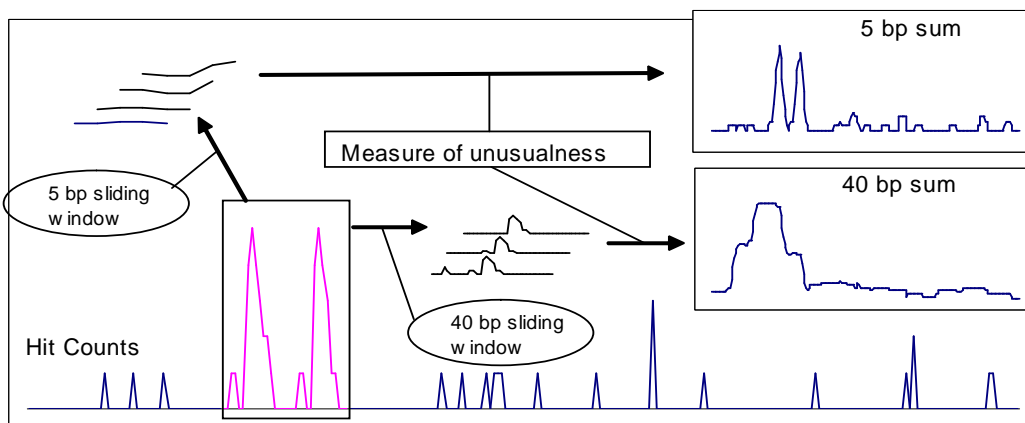 5 bp sum
Measure of unusualness
40 bp sum
5 bp sliding
w indow
40 bp sliding
w indow
Hit Counts